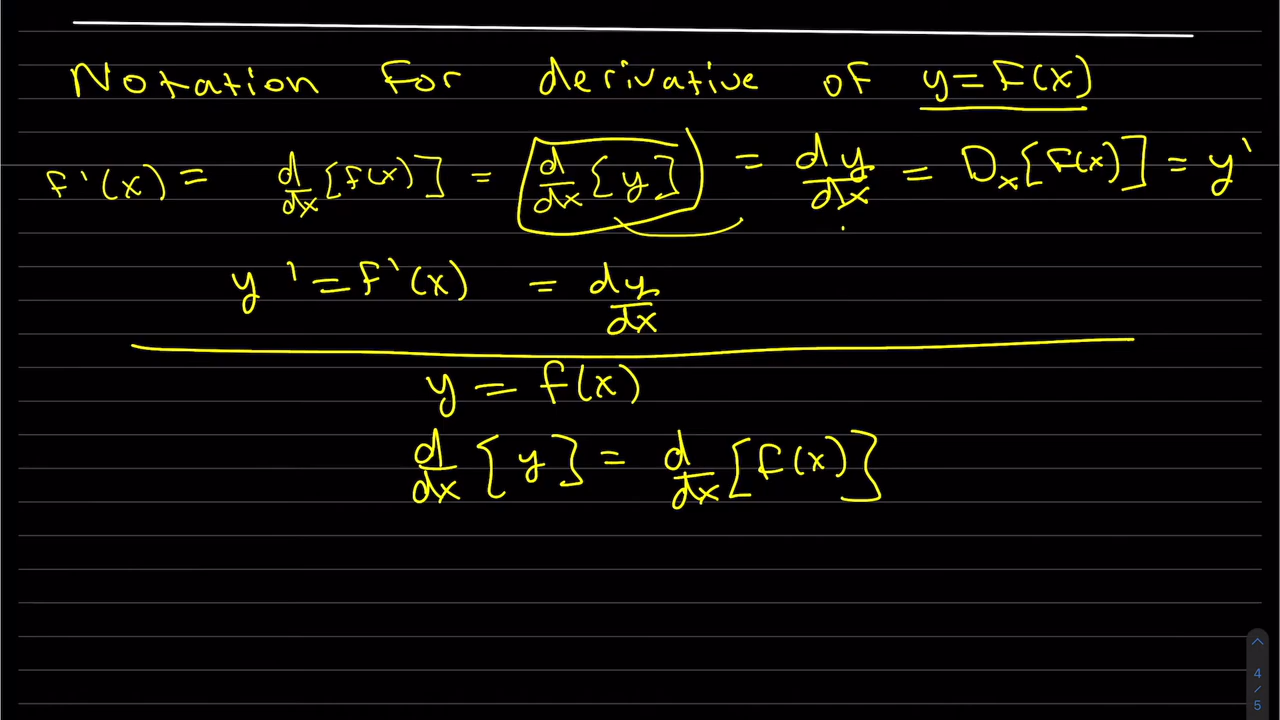 Notation for derivative of y=f(x)
f'(x) = d/dx [f(x)] = d/dx [y] = dy/dx = Dx[f(x)] = y'
y' = f'(x) = dy/dx
y = f(x)
d/dx [y] = d/dx [f(x)]
4
/
5